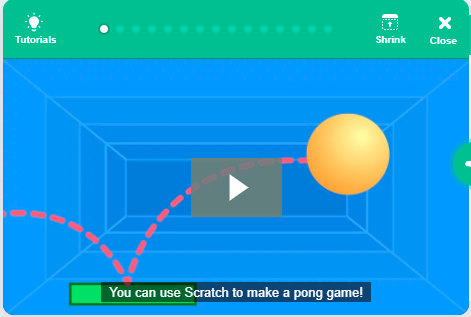 Tutorials
Shrink
Close
You can use Scratch to make a pong game!